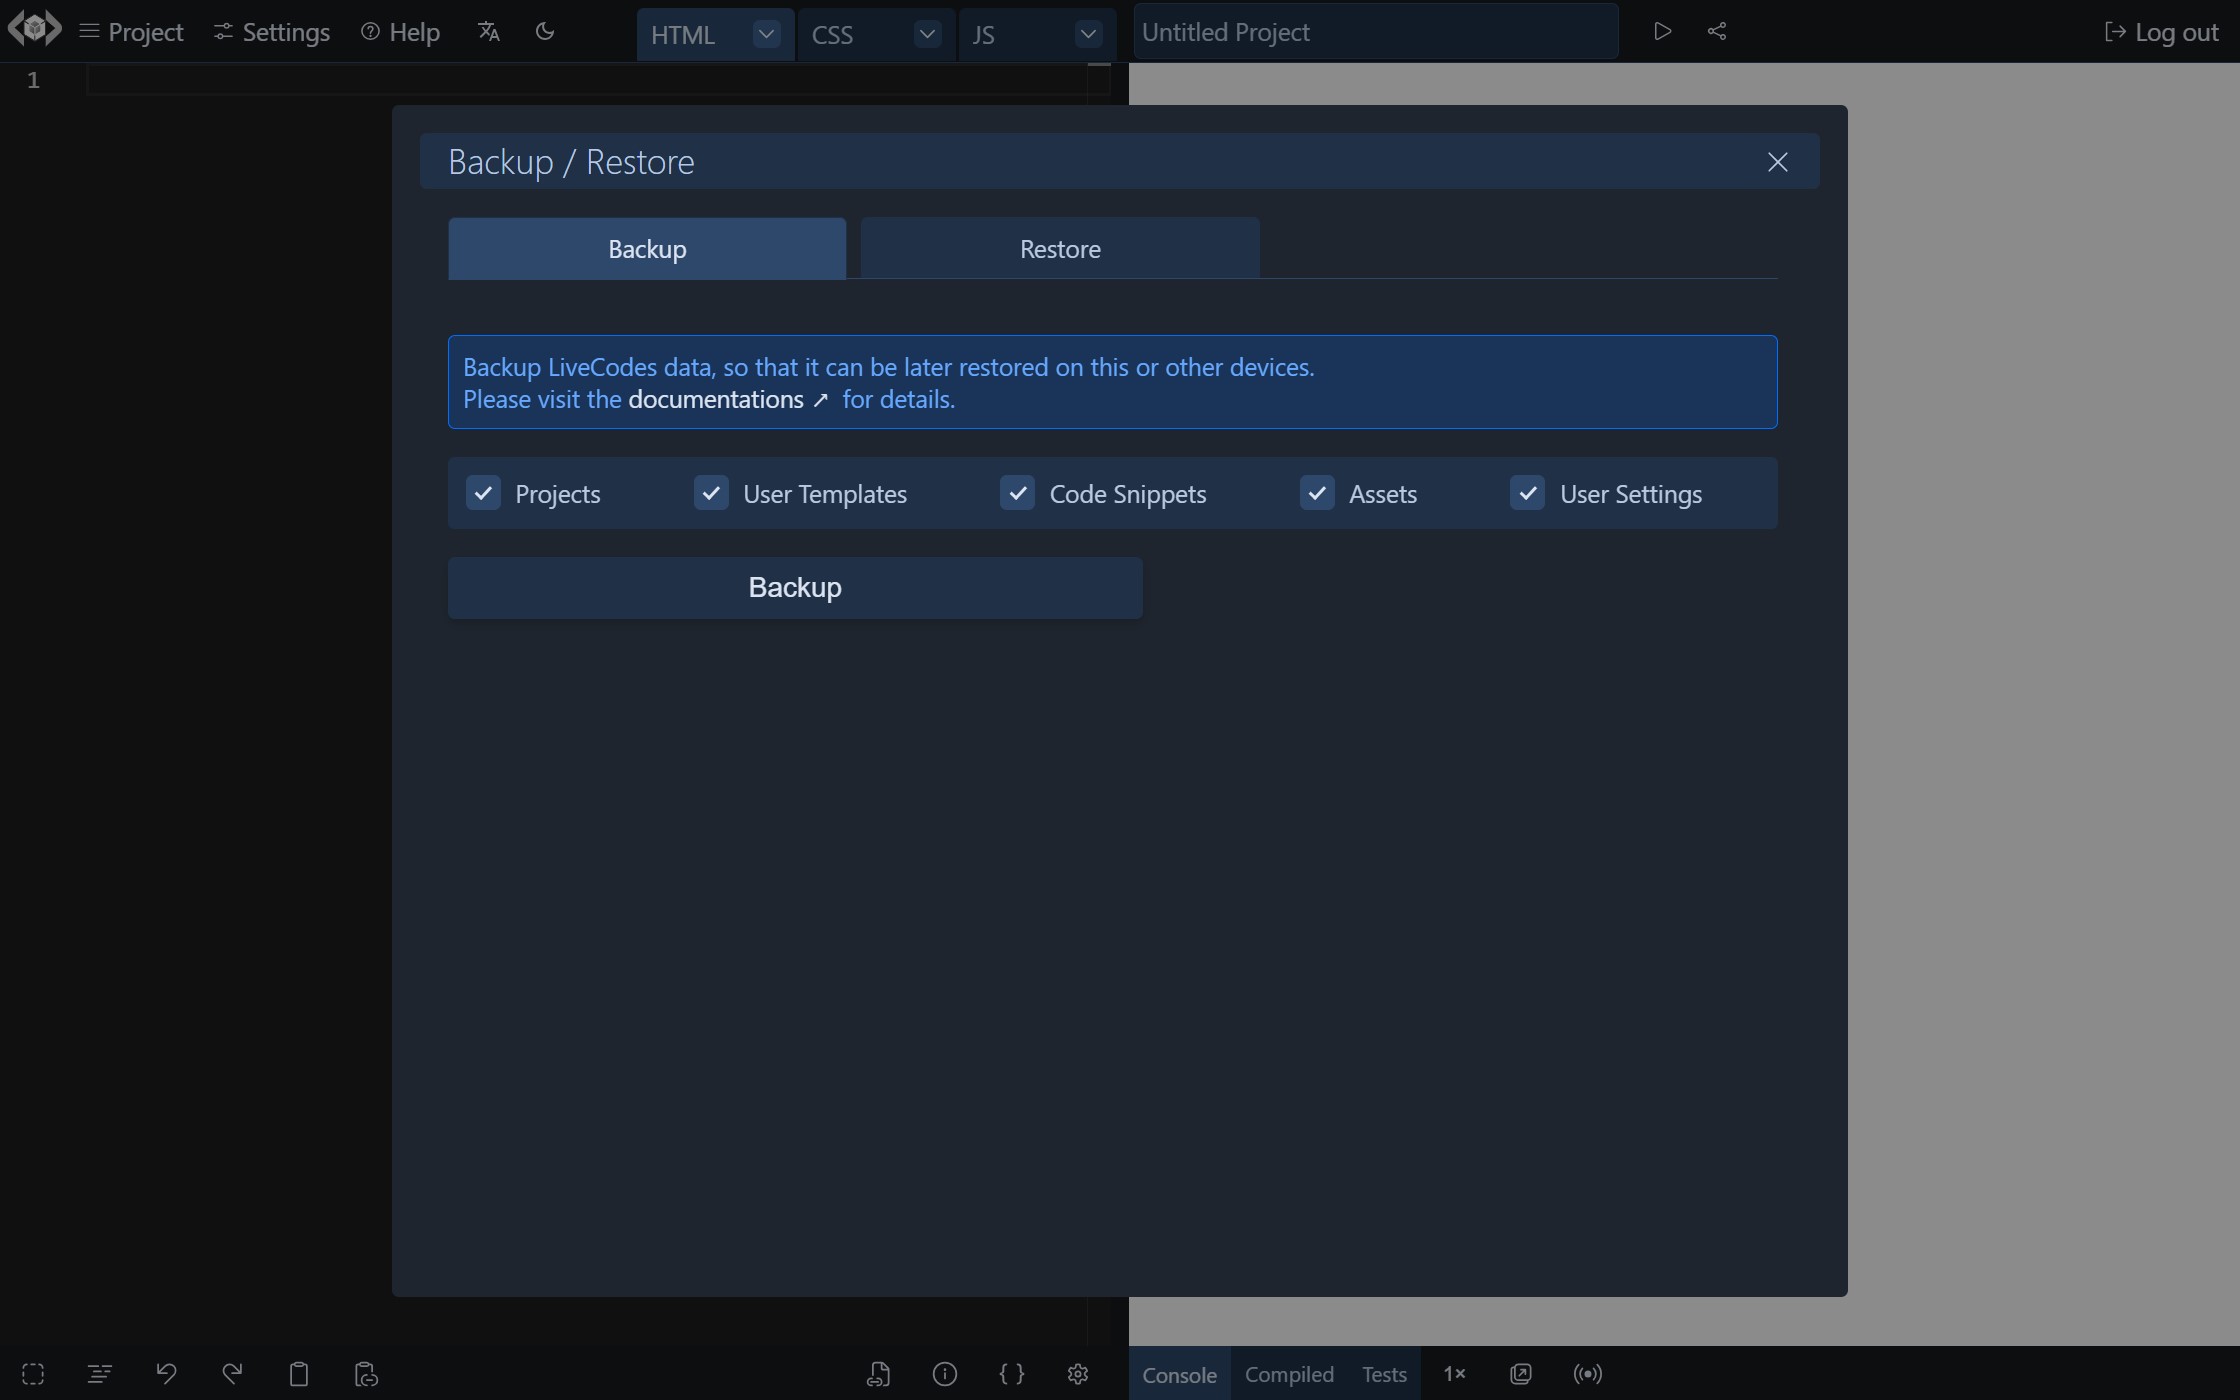 Project
Settings
Help
HTML
CSS
JS
Untitled Project
Log out
1
Backup / Restore
Backup
Restore
Backup LiveCodes data, so that it can be later restored on this or other devices.
Please visit the documentations ↗ for details.
Projects
User Templates
Code Snippets
Assets
User Settings
Backup
Console
Compiled
Tests
1×